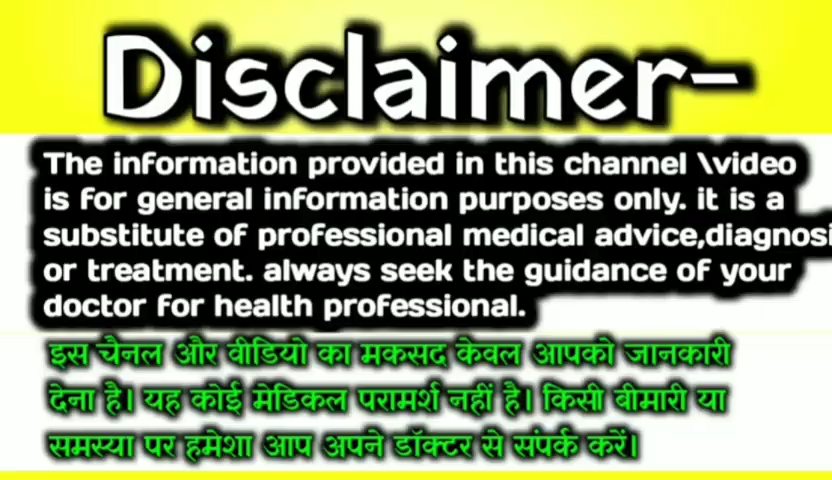 Disclaimer-
The information provided in this channel \video
is for general information purposes only. it is a
substitute of professional medical advice,diagnosi
or treatment. always seek the guidance of your
doctor for health professional.
इस चैनल और वीडियो का मकसद केवल आपको जानकारी
देना है। यह कोई मेडिकल परामर्श नहीं है। किसी बीमारी या
समस्या पर हमेशा आप अपने डॉक्टर से संपर्क करें।